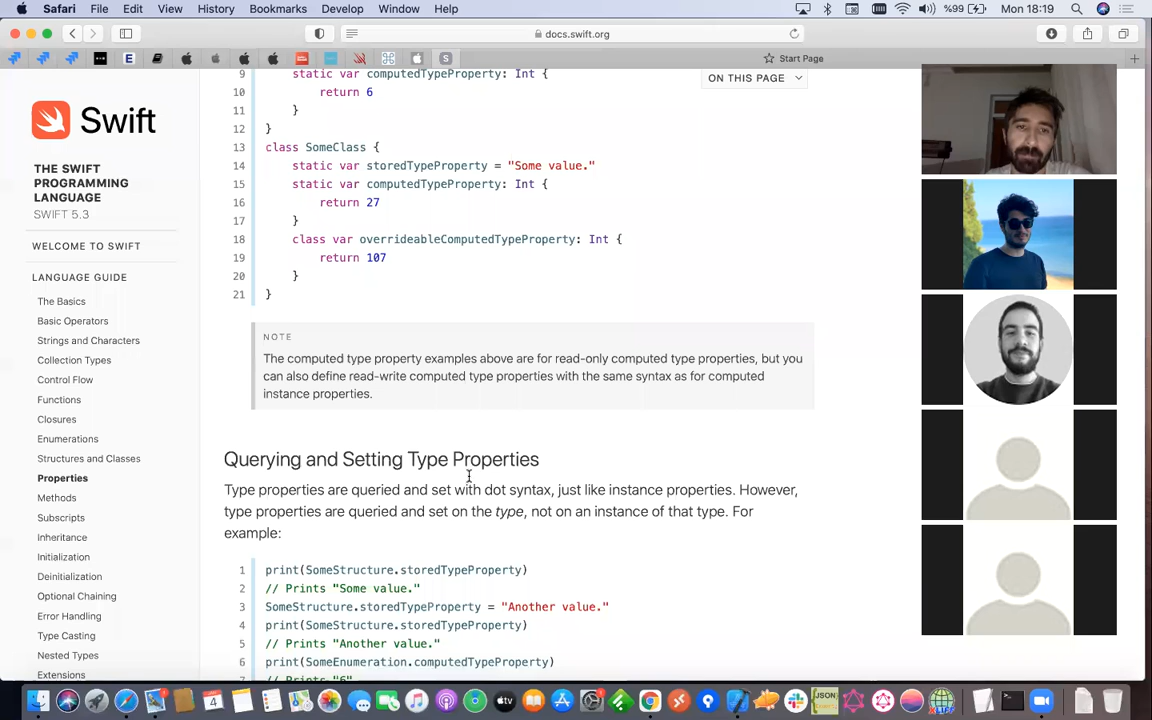 Safari File Edit View History Bookmarks Develop Window Help
%99 Mon 18:19
docs.swift.org
E
S
Start Page
Swift
THE SWIFT
PROGRAMMING
LANGUAGE
SWIFT 5.3
WELCOME TO SWIFT
LANGUAGE GUIDE
The Basics
Basic Operators
Strings and Characters
Collection Types
Control Flow
Functions
Closures
Enumerations
Structures and Classes
Properties
Methods
Subscripts
Inheritance
Initialization
Deinitialization
Optional Chaining
Error Handling
Type Casting
Nested Types
Extensions
ON THIS PAGE
9 static var computedTypeProperty: Int {
10 return 6
11 }
12 }
13 class SomeClass {
14 static var storedTypeProperty = "Some value."
15 static var computedTypeProperty: Int {
16 return 27
17 }
18 class var overrideableComputedTypeProperty: Int {
19 return 107
20 }
21 }
NOTE
The computed type property examples above are for read-only computed type properties, but you
can also define read-write computed type properties with the same syntax as for computed
instance properties.
Querying and Setting Type Properties
Type properties are queried and set with dot syntax, just like instance properties. However,
type properties are queried and set on the type, not on an instance of that type. For
example:
1 print(SomeStructure.storedTypeProperty)
2 // Prints "Some value."
3 SomeStructure.storedTypeProperty = "Another value."
4 print(SomeStructure.storedTypeProperty)
5 // Prints "Another value."
6 print(SomeEnumeration.computedTypeProperty)
7 // Prints "6"
4
tv
JSON